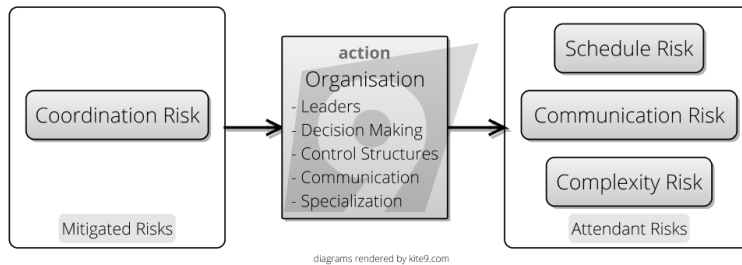 Coordination Risk
Mitigated Risks
action
Organisation
- Leaders
- Decision Making
- Control Structures
- Communication
- Specialization
Schedule Risk
Communication Risk
Complexity Risk
Attendant Risks
diagrams rendered by kite9.com